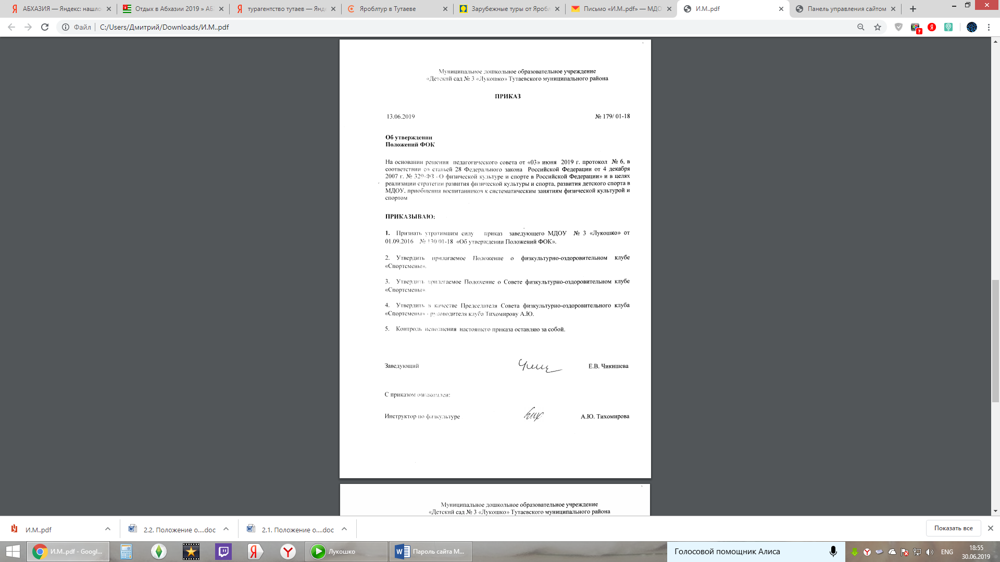 АБХАЗИЯ — Яндекс: нашло
Отдых в Абхазии 2019 » АБ
турагентство тутаев — Янд
Яроблтур в Тутаеве
Зарубежные туры от Яробл
Письмо «И.М..pdf» — МДО
И.М..pdf
Панель управления сайтом
Файл
C:/Users/Дмитрий/Downloads/И.М..pdf
Муниципальное дошкольное образовательное учреждение
«Детский сад № 3 «Лукошко» Тутаевского муниципального района
ПРИКАЗ
13.06.2019 № 179/ 01-18
Об утверждении
Положений ФОК
На основании решения педагогического совета от «03» июня 2019 г. протокол № 6, в
соответствии со статьей 28 Федерального закона Российской Федерации от 4 декабря
2007 г. № 329-ФЗ «О физической культуре и спорте в Российской Федерации» и в целях
реализации стратегии развития физической культуры и спорта, развития детского спорта в
МДОУ, приобщения воспитанников к систематическим занятиям физической культурой и
спортом
ПРИКАЗЫВАЮ:
1. Признать утратившим силу приказ заведующего МДОУ № 3 «Лукошко» от
01.09.2016 № 130/01-18 «Об утверждении Положений ФОК».
2. Утвердить прилагаемое Положение о физкультурно-оздоровительном клубе
«Спортсмены».
3. Утвердить прилагаемое Положение о Совете физкультурно-оздоровительном клубе
«Спортсмены»
4. Утвердить в качестве Председателя Совета физкультурно-оздоровительного клуба
«Спортсмены» - руководителя клуба Тихомирову А.Ю.
5. Контроль исполнения настоящего приказа оставляю за собой.
Заведующий Е.В. Чикишева
С приказом ознакомлен:
Инструктор по физкультуре А.Ю. Тихомирова
Муниципальное дошкольное образовательное учреждение
«Детский сад № 3 «Лукошко» Тутаевского муниципального района
И.М..pdf
2.2. Положение о....doc
2.1. Положение о....doc
Показать все
И.М..pdf - Googl...
Лукошко
Пароль сайта М...
Голосовой помощник Алиса
ENG
18:55
30.06.2019